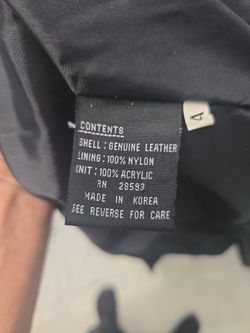 CONTENTS
SHELL: GENUINE LEATHER
LINING: 100% NYLON
KNIT: 100% ACRYLIC
RN 28593
MADE IN KOREA
SEE REVERSE FOR CARE
4